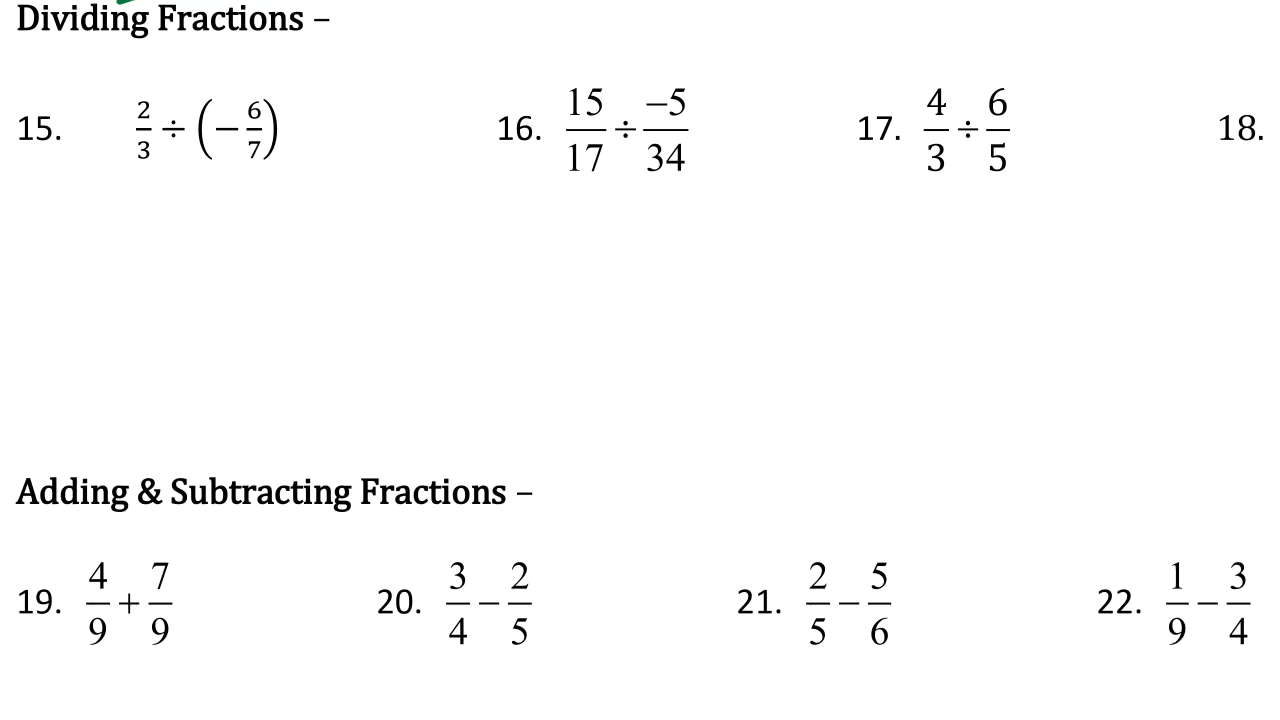 Dividing Fractions –
15. 2/3 ÷ (−6/7) 16. 15/17 ÷ −5/34 17. 4/3 ÷ 6/5 18.
Adding & Subtracting Fractions –
19. 4/9 + 7/9 20. 3/4 − 2/5 21. 2/5 − 5/6 22. 1/9 − 3/4